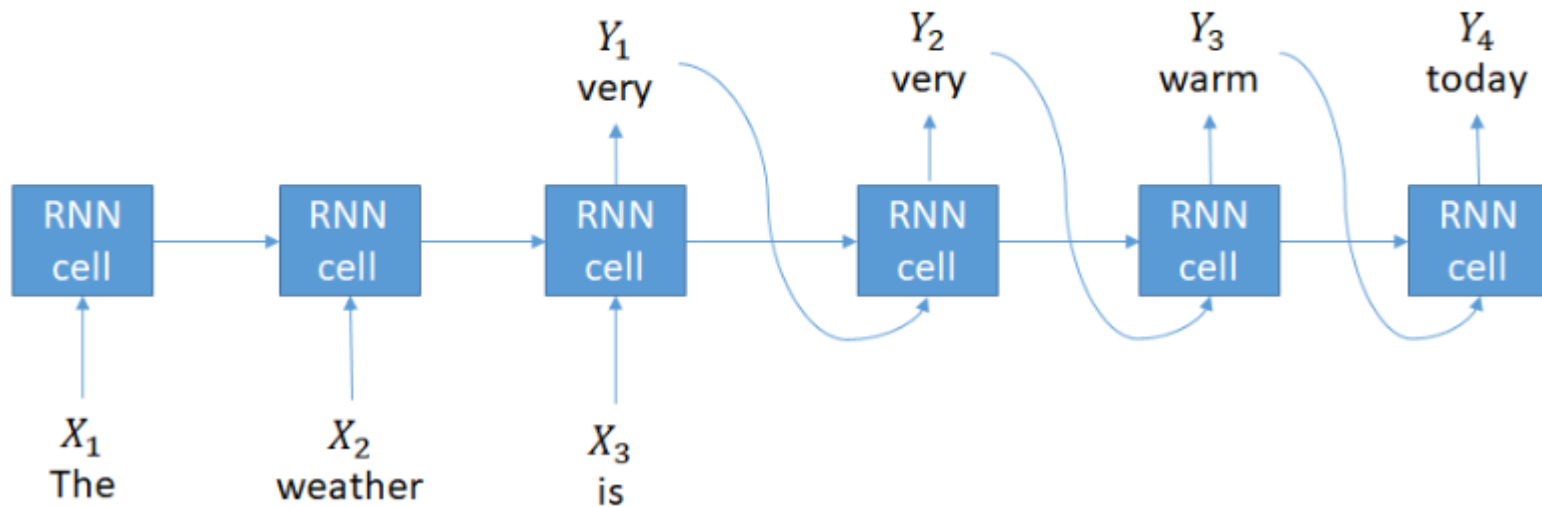 Y₁
very
Y₂
very
Y₃
warm
Y₄
today
RNN
cell
RNN
cell
RNN
cell
RNN
cell
RNN
cell
RNN
cell
X₁
The
X₂
weather
X₃
is